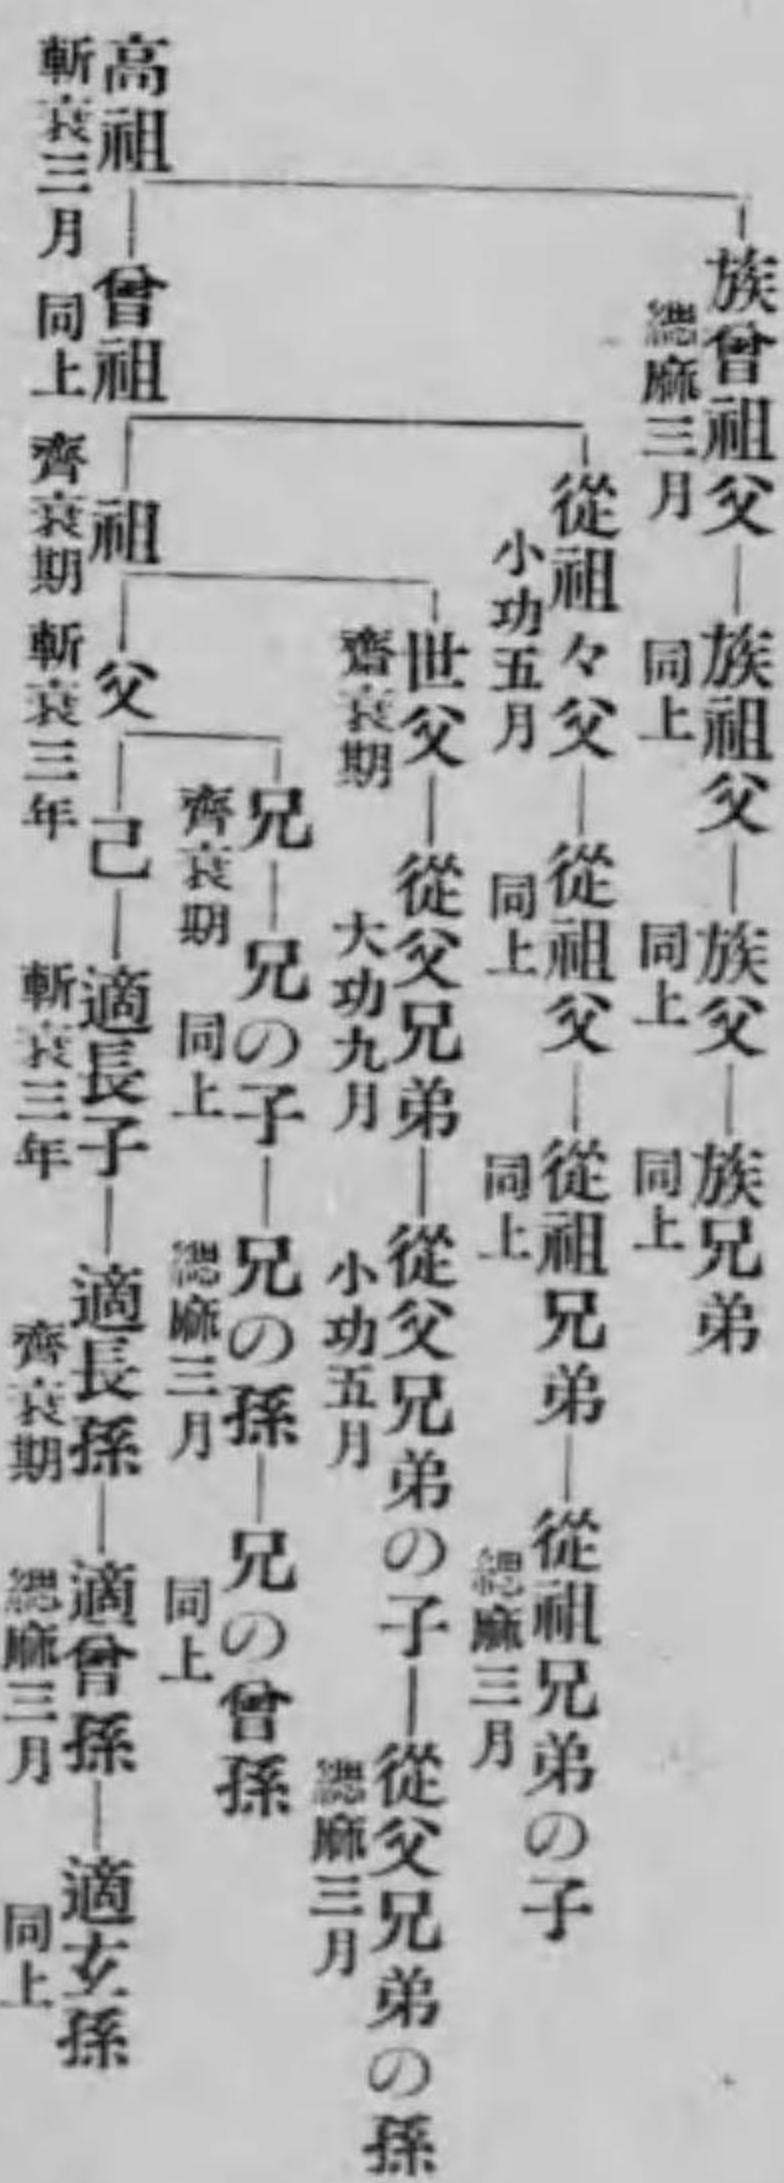 族曾祖父―族祖父―族父―族兄弟
緦麻三月 同上 同上 同上
從祖々父―從祖父―從祖兄弟―從祖兄弟の子
小功五月 同上 同上 緦麻三月
世父―從父兄弟―從父兄弟の子―從父兄弟の孫
齋衰期 大功九月 小功五月 緦麻三月
兄―兄の子―兄の孫―兄の曾孫
齊衰期 同上 緦麻三月 同上
高祖―曾祖―祖―父―己―適長子―適長孫―適曾孫―適玄孫
斬衰三月 同上 齊衰期 斬衰三年 斬衰三年 齊衰期 緦麻三月 同上